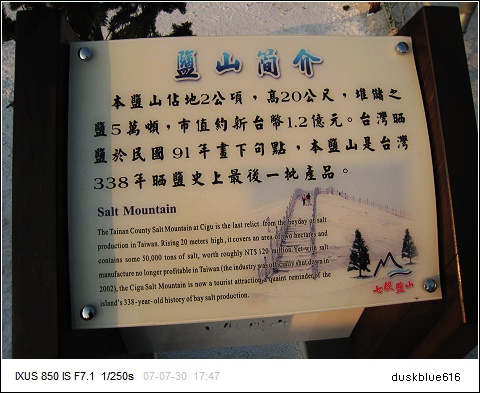 鹽山簡介
本鹽山佔地2公頃，高20公尺，堆儲之
鹽5萬噸，市值約新台幣1.2億元。台灣晒
鹽於民國91年畫下句點，本鹽山是台灣
338年晒鹽史上最後一批產品。
Salt Mountain
The Tainan County Salt Mountain at Cigu is the last relict from the heyday of salt
production in Taiwan. Rising 20 meters high, it covers an area of two hectares and
contains some 50,000 tons of salt, worth roughly NT$120 million. Yet with salt
manufacture no longer profitable in Taiwan (the industry was officially shut down in
2002), the Cigu Salt Mountain is now a tourist attraction, a quaint reminder of the
island's 338-year-old history of bay salt production.
七股鹽山
IXUS 850 IS F7.1 1/250s 07-07-30 17:47
duskblue616